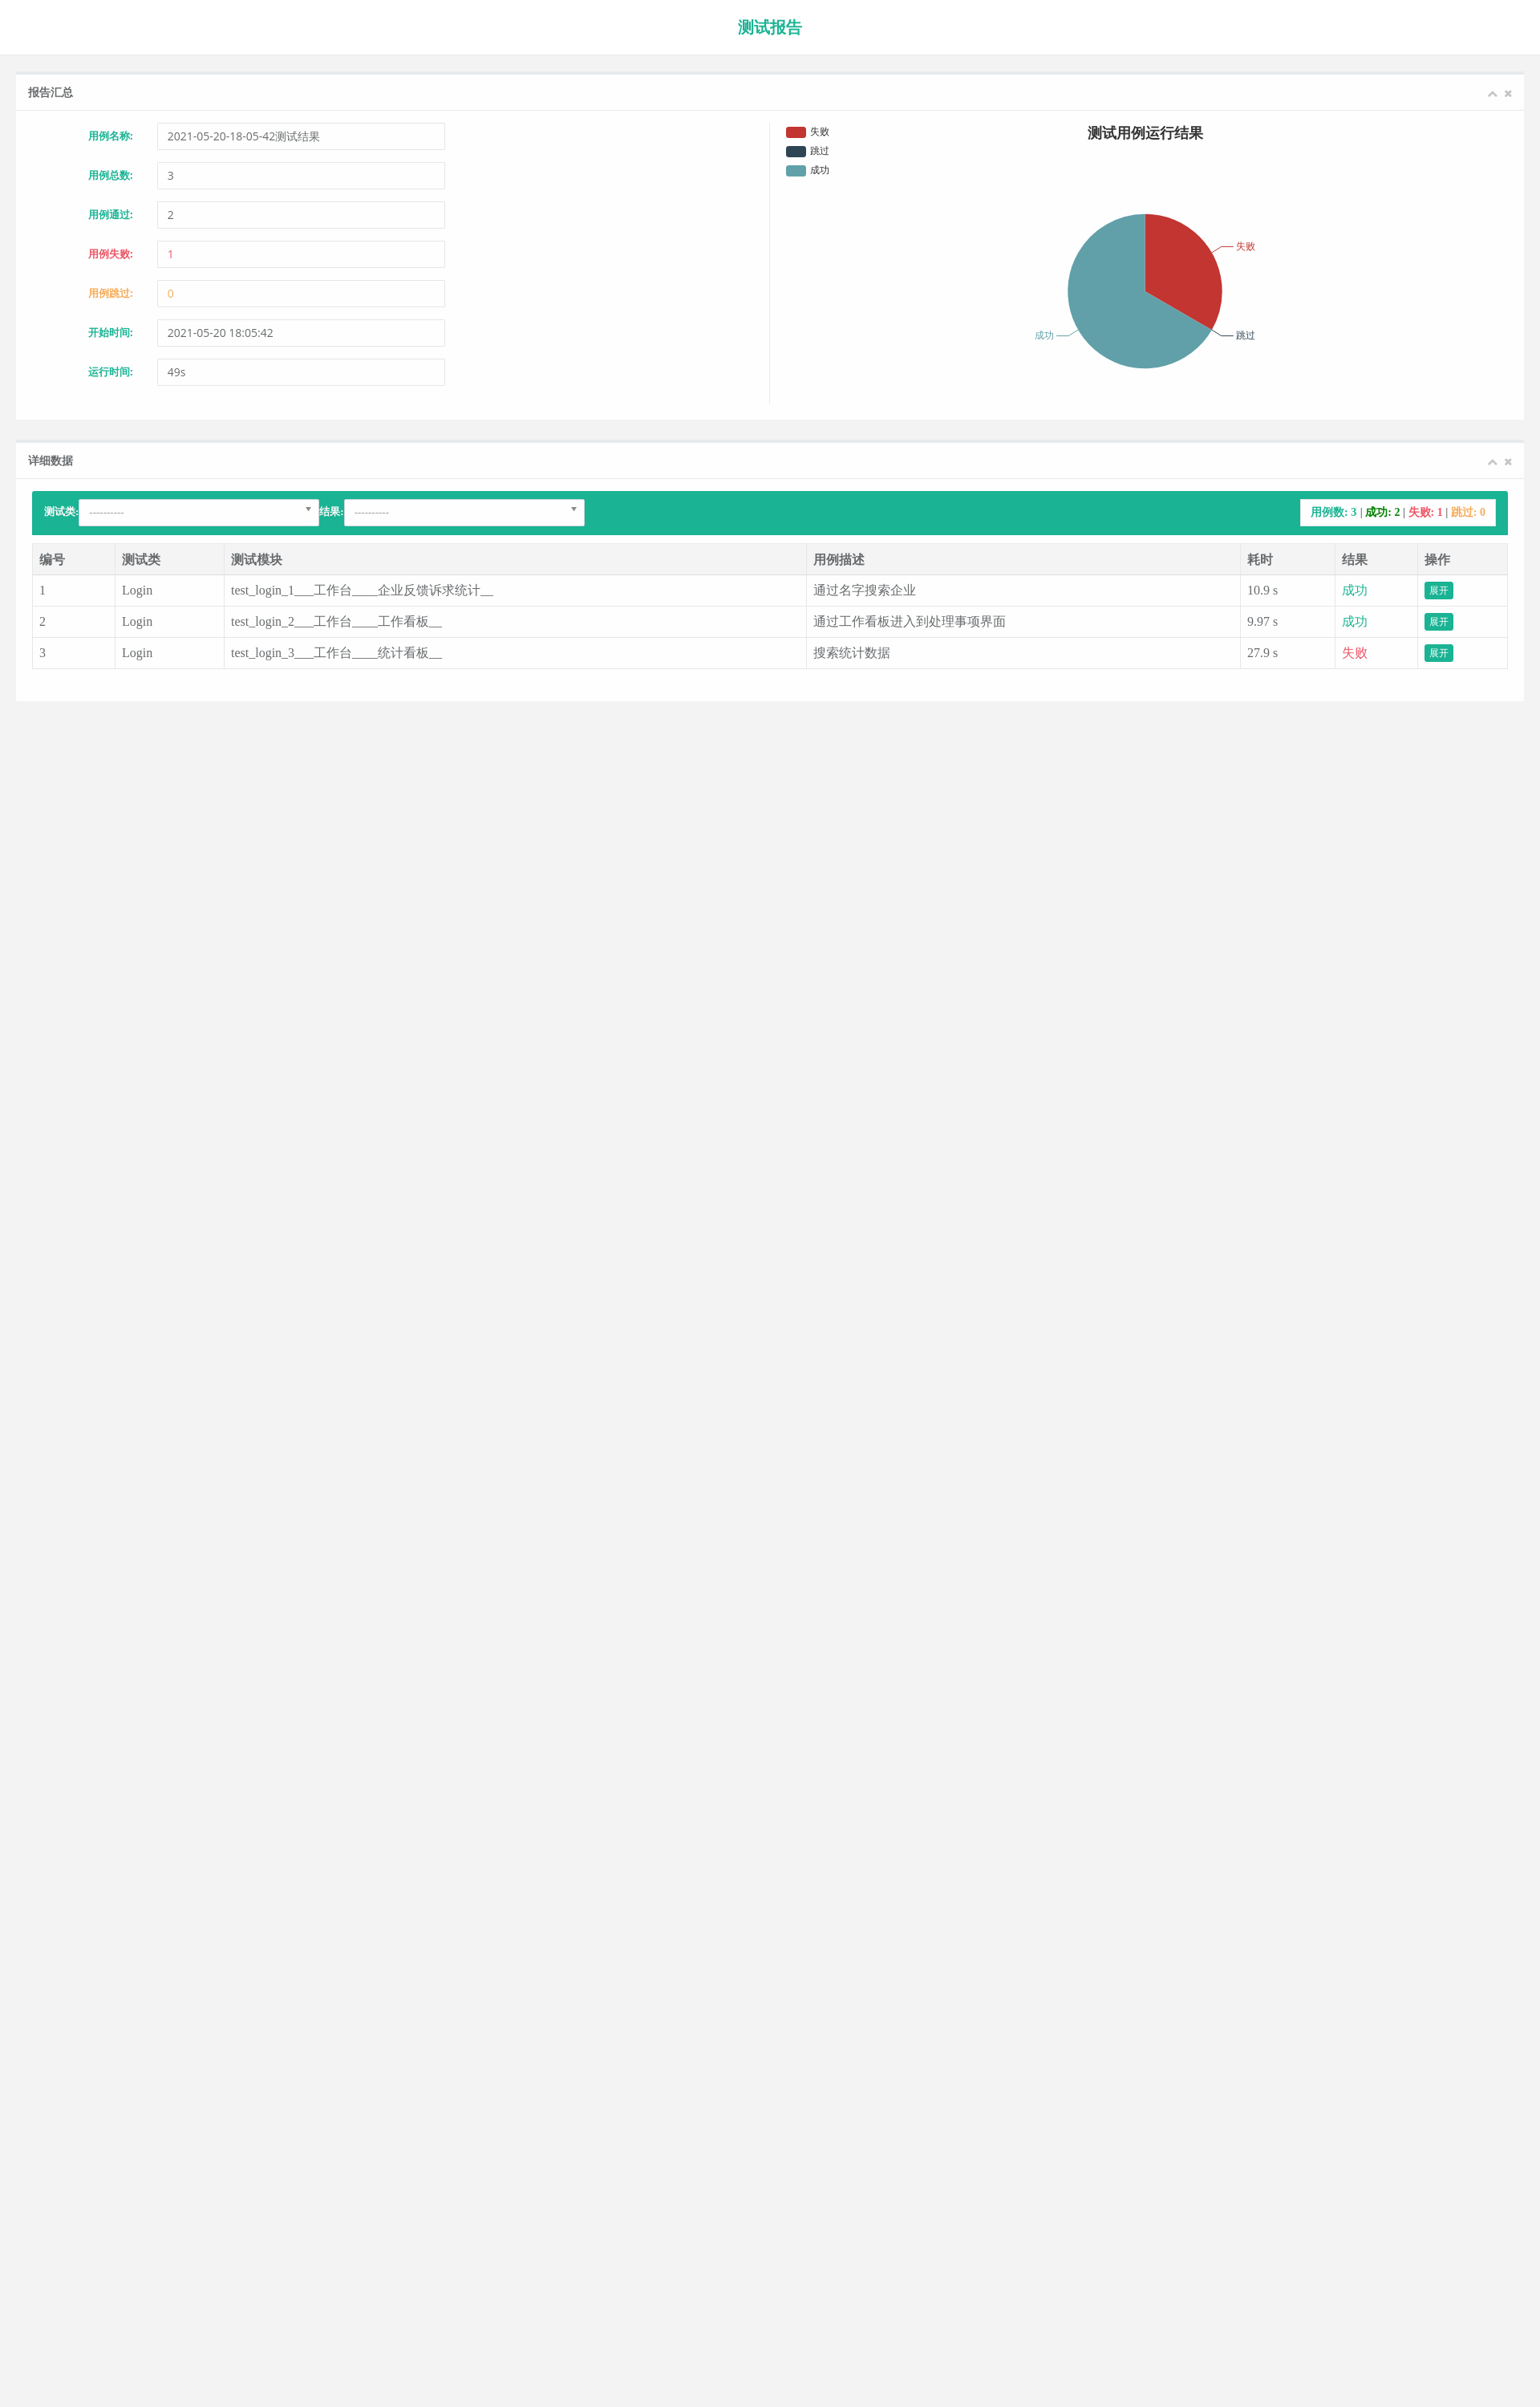 测试报告
报告汇总
用例名称: 2021-05-20-18-05-42测试结果
用例总数: 3
用例通过: 2
用例失败: 1
用例跳过: 0
开始时间: 2021-05-20 18:05:42
运行时间: 49s
失败
跳过
成功
测试用例运行结果
失败
成功
跳过
详细数据
测试类: ---------- 结果: ---------- 用例数: 3 | 成功: 2 | 失败: 1 | 跳过: 0
编号 测试类 测试模块 用例描述 耗时 结果 操作
1 Login test_login_1___工作台____企业反馈诉求统计__ 通过名字搜索企业 10.9 s 成功 展开
2 Login test_login_2___工作台____工作看板__ 通过工作看板进入到处理事项界面 9.97 s 成功 展开
3 Login test_login_3___工作台____统计看板__ 搜索统计数据 27.9 s 失败 展开